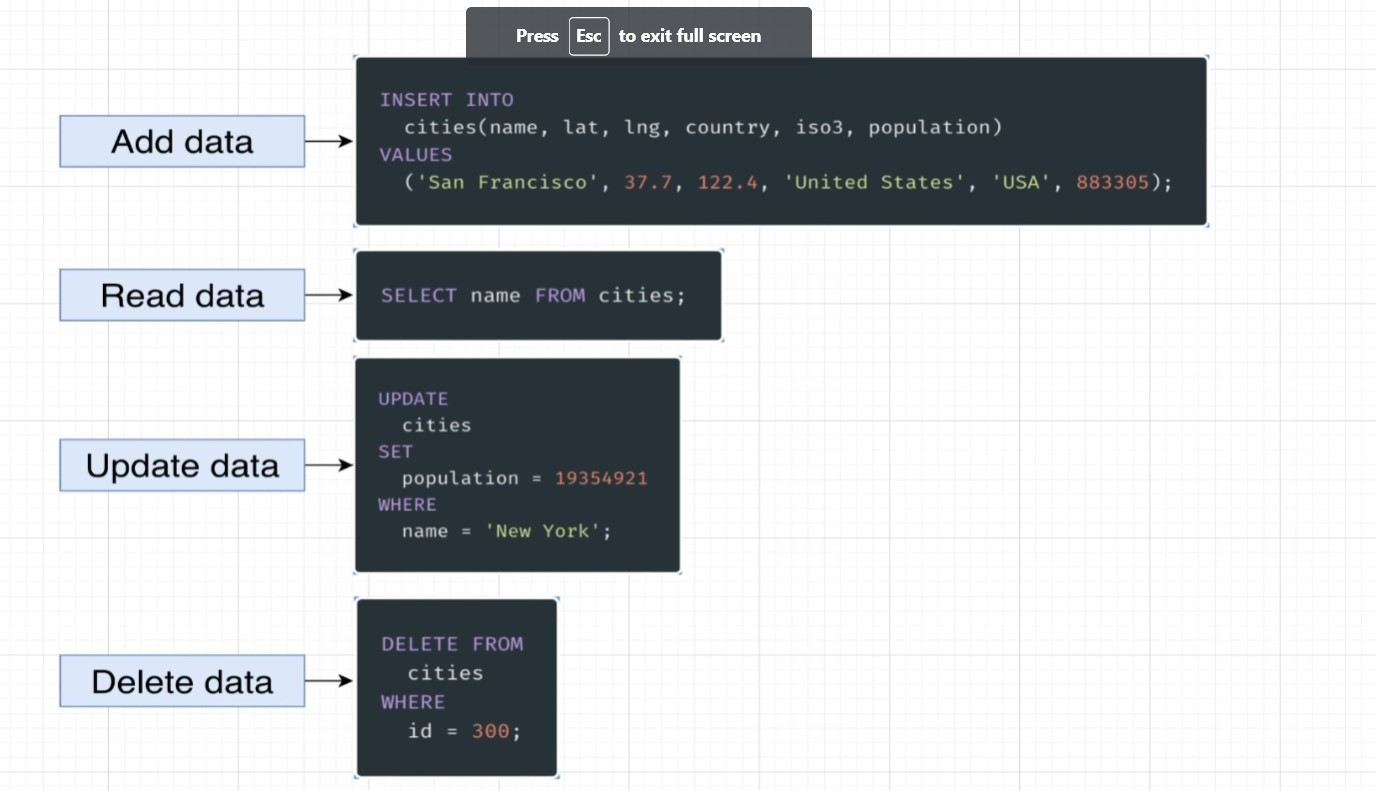 Press Esc to exit full screen
Add data
INSERT INTO
cities(name, lat, lng, country, iso3, population)
VALUES
('San Francisco', 37.7, 122.4, 'United States', 'USA', 883305);
Read data
SELECT name FROM cities;
Update data
UPDATE
cities
SET
population = 19354921
WHERE
name = 'New York';
Delete data
DELETE FROM
cities
WHERE
id = 300;